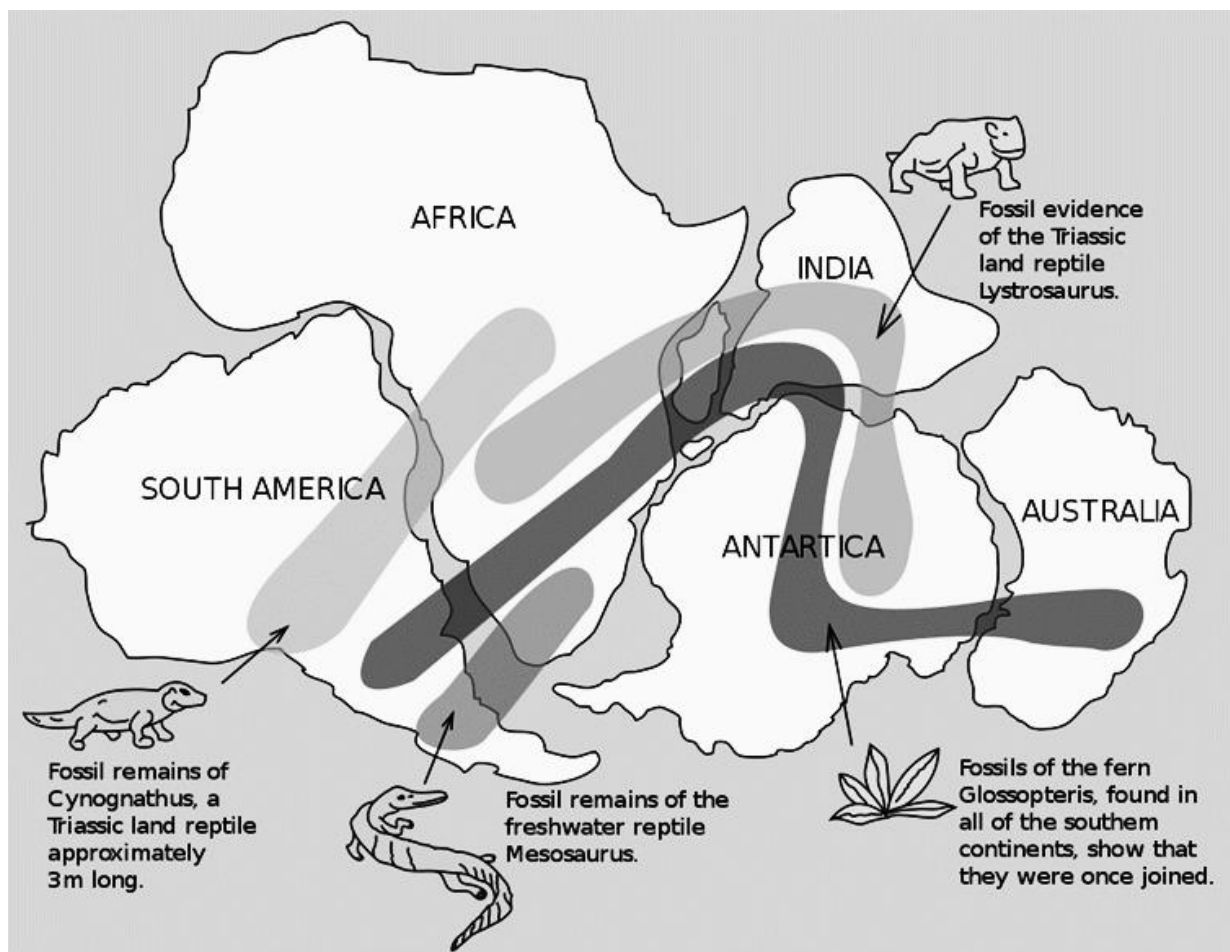 AFRICA
INDIA
Fossil evidence
of the Triassic
land reptile
Lystrosaurus.
SOUTH AMERICA
ANTARTICA
AUSTRALIA
Fossil remains of
Cynognathus, a
Triassic land reptile
approximately
3m long.
Fossil remains of the
freshwater reptile
Mesosaurus.
Fossils of the fern
Glossopteris, found in
all of the southem
continents, show that
they were once joined.